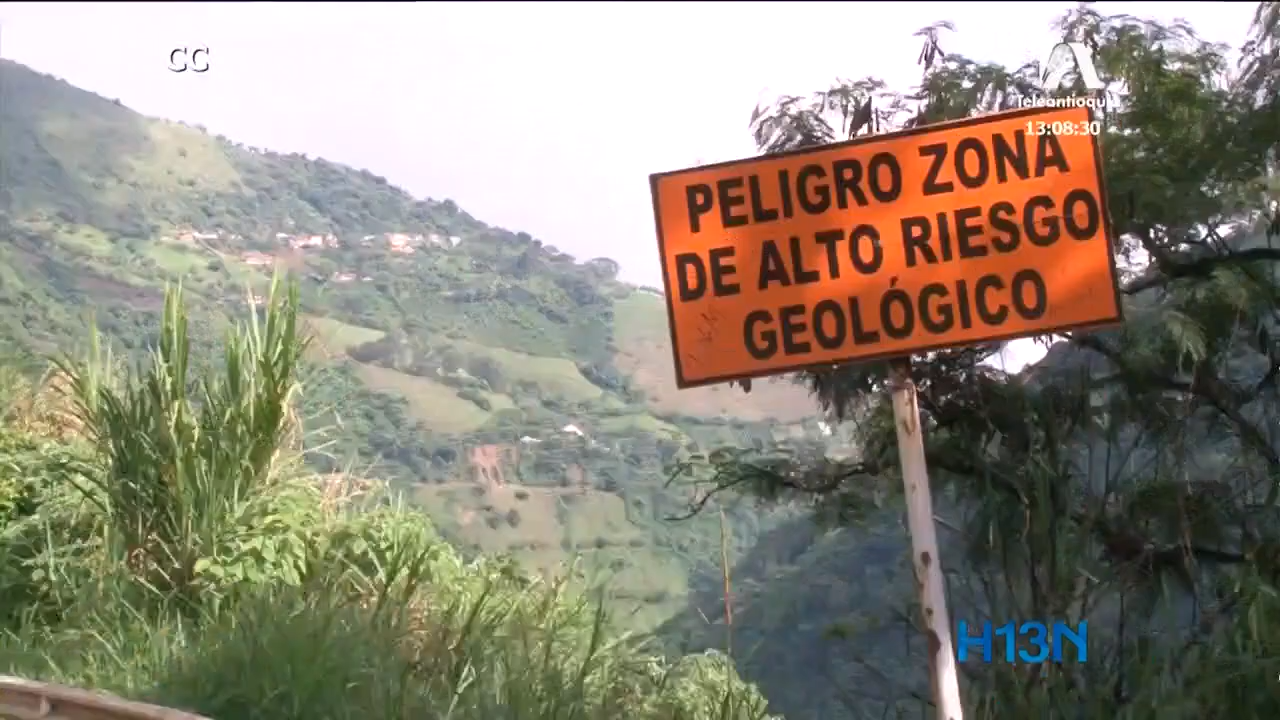 CC
Teleantioquia
13:08:30
PELIGRO ZONA
DE ALTO RIESGO
GEOLÓGICO
H13N